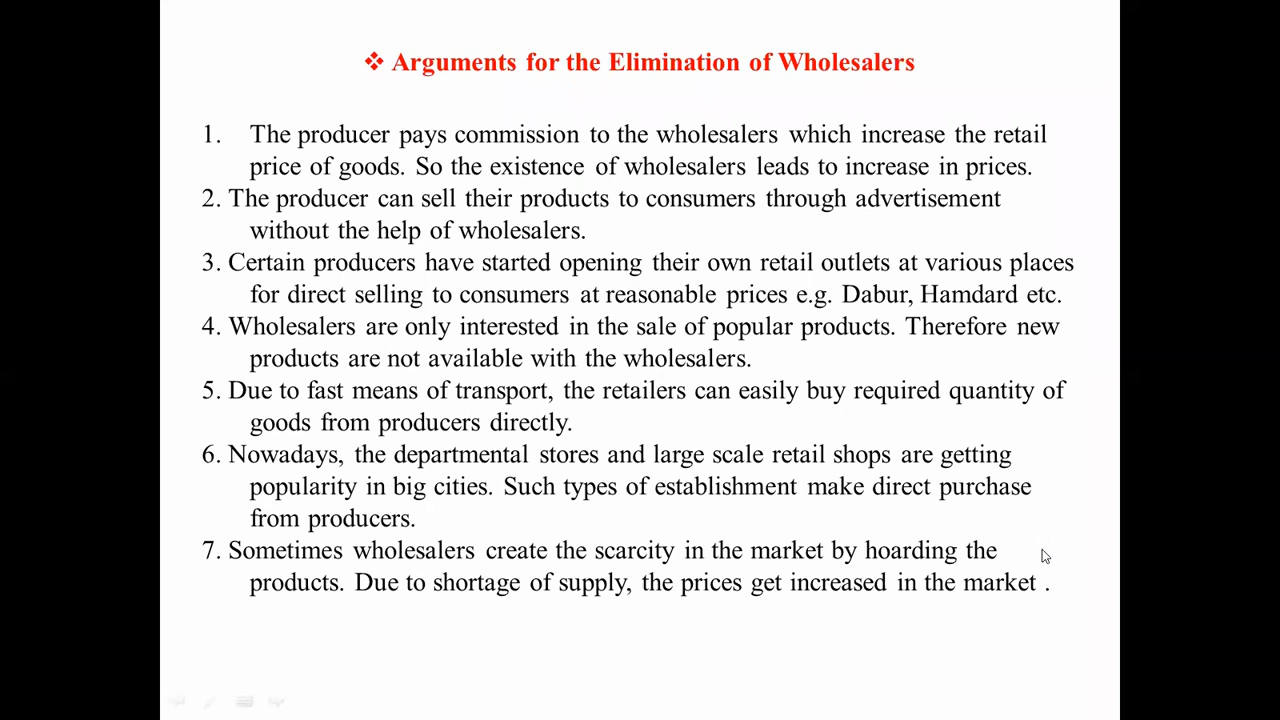 ❖ Arguments for the Elimination of Wholesalers
1. The producer pays commission to the wholesalers which increase the retail
price of goods. So the existence of wholesalers leads to increase in prices.
2. The producer can sell their products to consumers through advertisement
without the help of wholesalers.
3. Certain producers have started opening their own retail outlets at various places
for direct selling to consumers at reasonable prices e.g. Dabur, Hamdard etc.
4. Wholesalers are only interested in the sale of popular products. Therefore new
products are not available with the wholesalers.
5. Due to fast means of transport, the retailers can easily buy required quantity of
goods from producers directly.
6. Nowadays, the departmental stores and large scale retail shops are getting
popularity in big cities. Such types of establishment make direct purchase
from producers.
7. Sometimes wholesalers create the scarcity in the market by hoarding the
products. Due to shortage of supply, the prices get increased in the market .